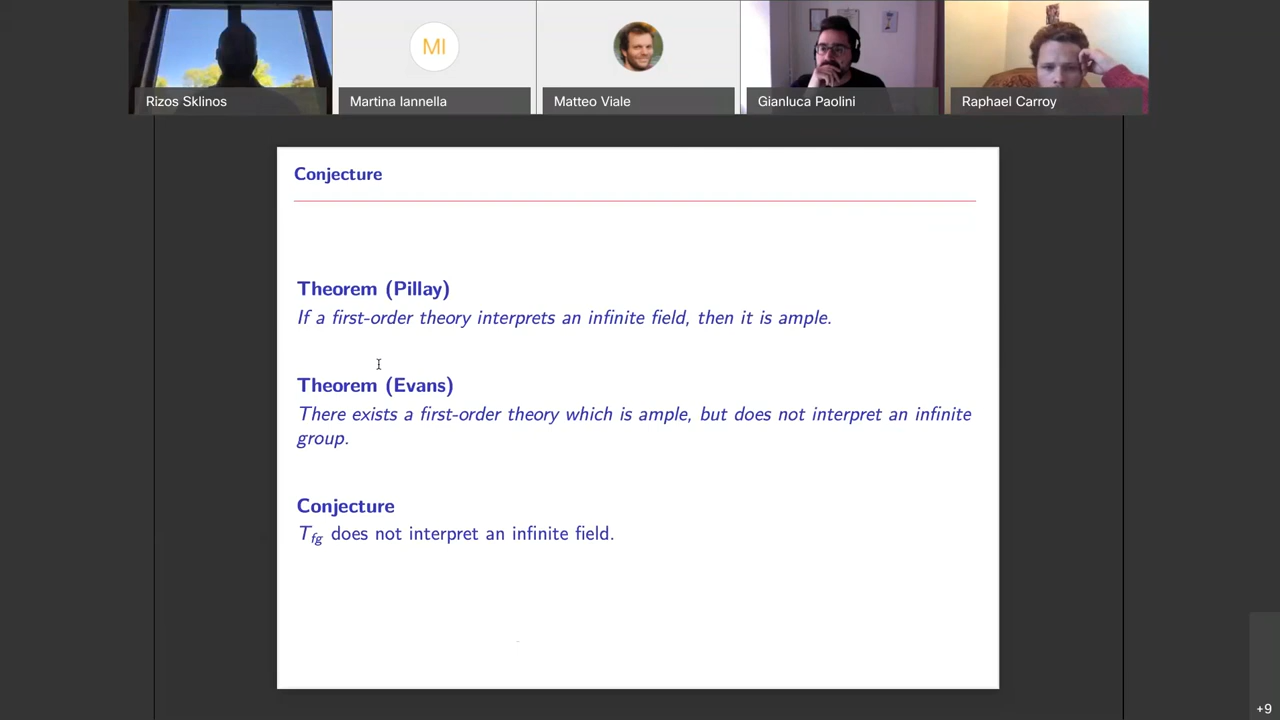 MI
Rizos Sklinos
Martina Iannella
Matteo Viale
Gianluca Paolini
Raphael Carroy
Conjecture
Theorem (Pillay)
If a first-order theory interprets an infinite field, then it is ample.
Theorem (Evans)
There exists a first-order theory which is ample, but does not interpret an infinite
group.
Conjecture
T_fg does not interpret an infinite field.
+9